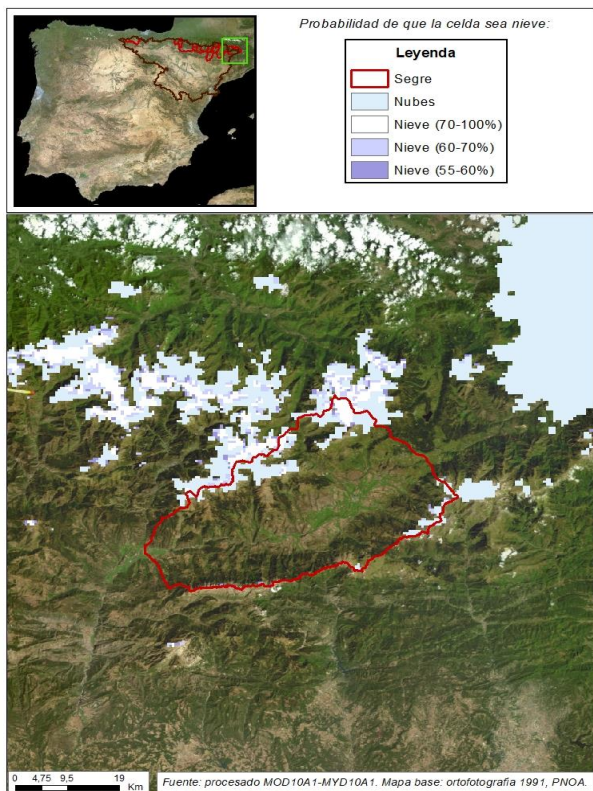 Probabilidad de que la celda sea nieve:
Leyenda
Segre
Nubes
Nieve (70-100%)
Nieve (60-70%)
Nieve (55-60%)
0 4,75 9,5 19
Km
Fuente: procesado MOD10A1-MYD10A1. Mapa base: ortofotografía 1991, PNOA.